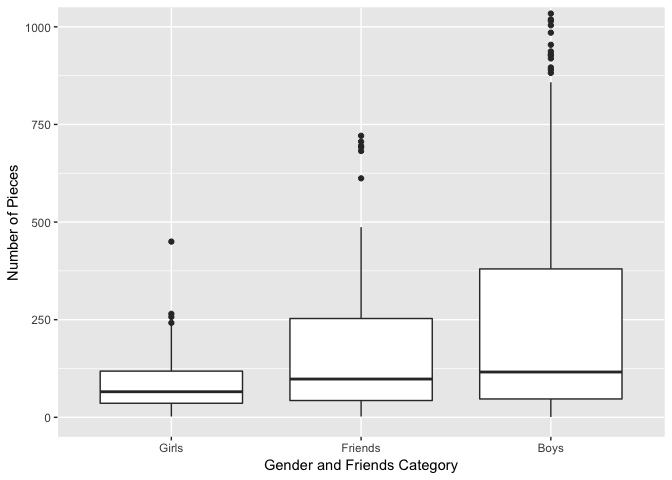 1000
750
500
250
0
Number of Pieces
Girls
Friends
Boys
Gender and Friends Category